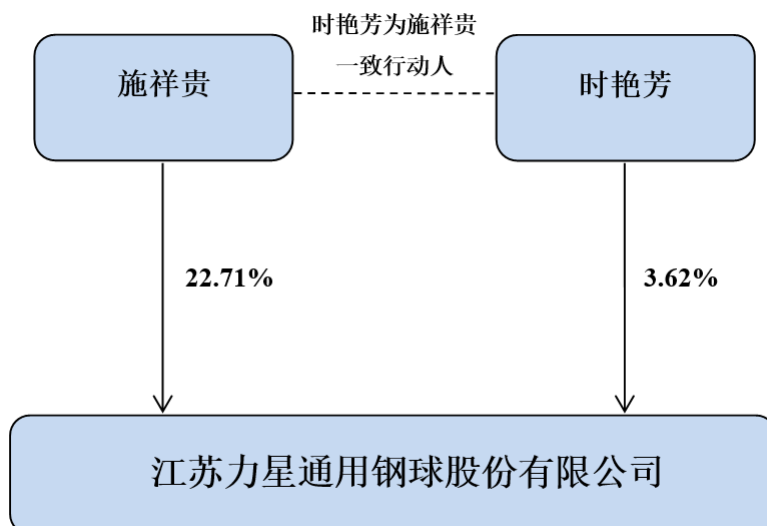 时艳芳为施祥贵
一致行动人
施祥贵
时艳芳
22.71%
3.62%
江苏力星通用钢球股份有限公司